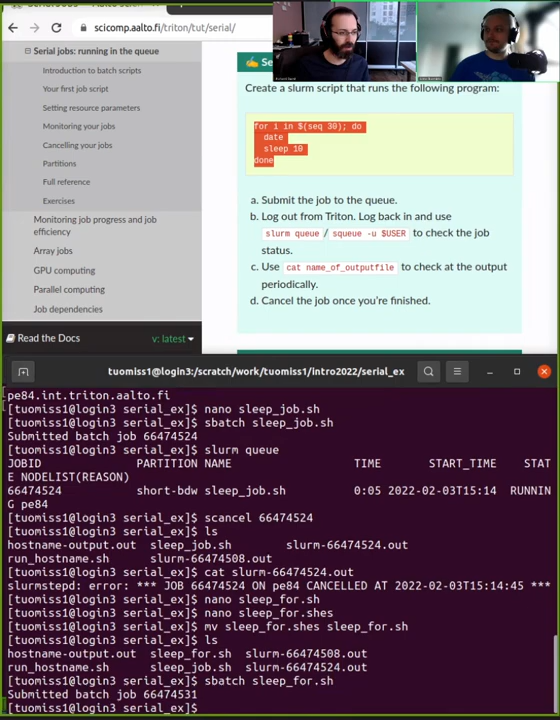 scicomp.aalto.fi/triton/tut/serial/
Serial jobs: running in the queue
Introduction to batch scripts
Your first job script
Setting resource parameters
Monitoring your jobs
Cancelling your jobs
Partitions
Full reference
Exercises
Monitoring job progress and job
efficiency
Array jobs
GPU computing
Parallel computing
Job dependencies
Read the Docs
v: latest
Create a slurm script that runs the following program:
for i in $(seq 30); do
date
sleep 10
done
a. Submit the job to the queue.
b. Log out from Triton. Log back in and use
slurm queue / squeue -u $USER to check the job
status.
c. Use cat name_of_outputfile to check at the output
periodically.
d. Cancel the job once you're finished.
tuomiss1@login3:/scratch/work/tuomiss1/intro2022/serial_ex
pe84.int.triton.aalto.fi
[tuomiss1@login3 serial_ex]$ nano sleep_job.sh
[tuomiss1@login3 serial_ex]$ sbatch sleep_job.sh
Submitted batch job 66474524
[tuomiss1@login3 serial_ex]$ slurm queue
JOBID PARTITION NAME TIME START_TIME STAT
E NODELIST(REASON)
66474524 short-bdw sleep_job.sh 0:05 2022-02-03T15:14 RUNNIN
G pe84
[tuomiss1@login3 serial_ex]$ scancel 66474524
[tuomiss1@login3 serial_ex]$ ls
hostname-output.out sleep_job.sh slurm-66474524.out
run_hostname.sh slurm-66474508.out
[tuomiss1@login3 serial_ex]$ cat slurm-66474524.out
slurmstepd: error: *** JOB 66474524 ON pe84 CANCELLED AT 2022-02-03T15:14:45 ***
[tuomiss1@login3 serial_ex]$ nano sleep_for.sh
[tuomiss1@login3 serial_ex]$ nano sleep_for.shes
[tuomiss1@login3 serial_ex]$ mv sleep_for.shes sleep_for.sh
[tuomiss1@login3 serial_ex]$ ls
hostname-output.out sleep_for.sh slurm-66474508.out
run_hostname.sh sleep_job.sh slurm-66474524.out
[tuomiss1@login3 serial_ex]$ sbatch sleep_for.sh
Submitted batch job 66474531
[tuomiss1@login3 serial_ex]$